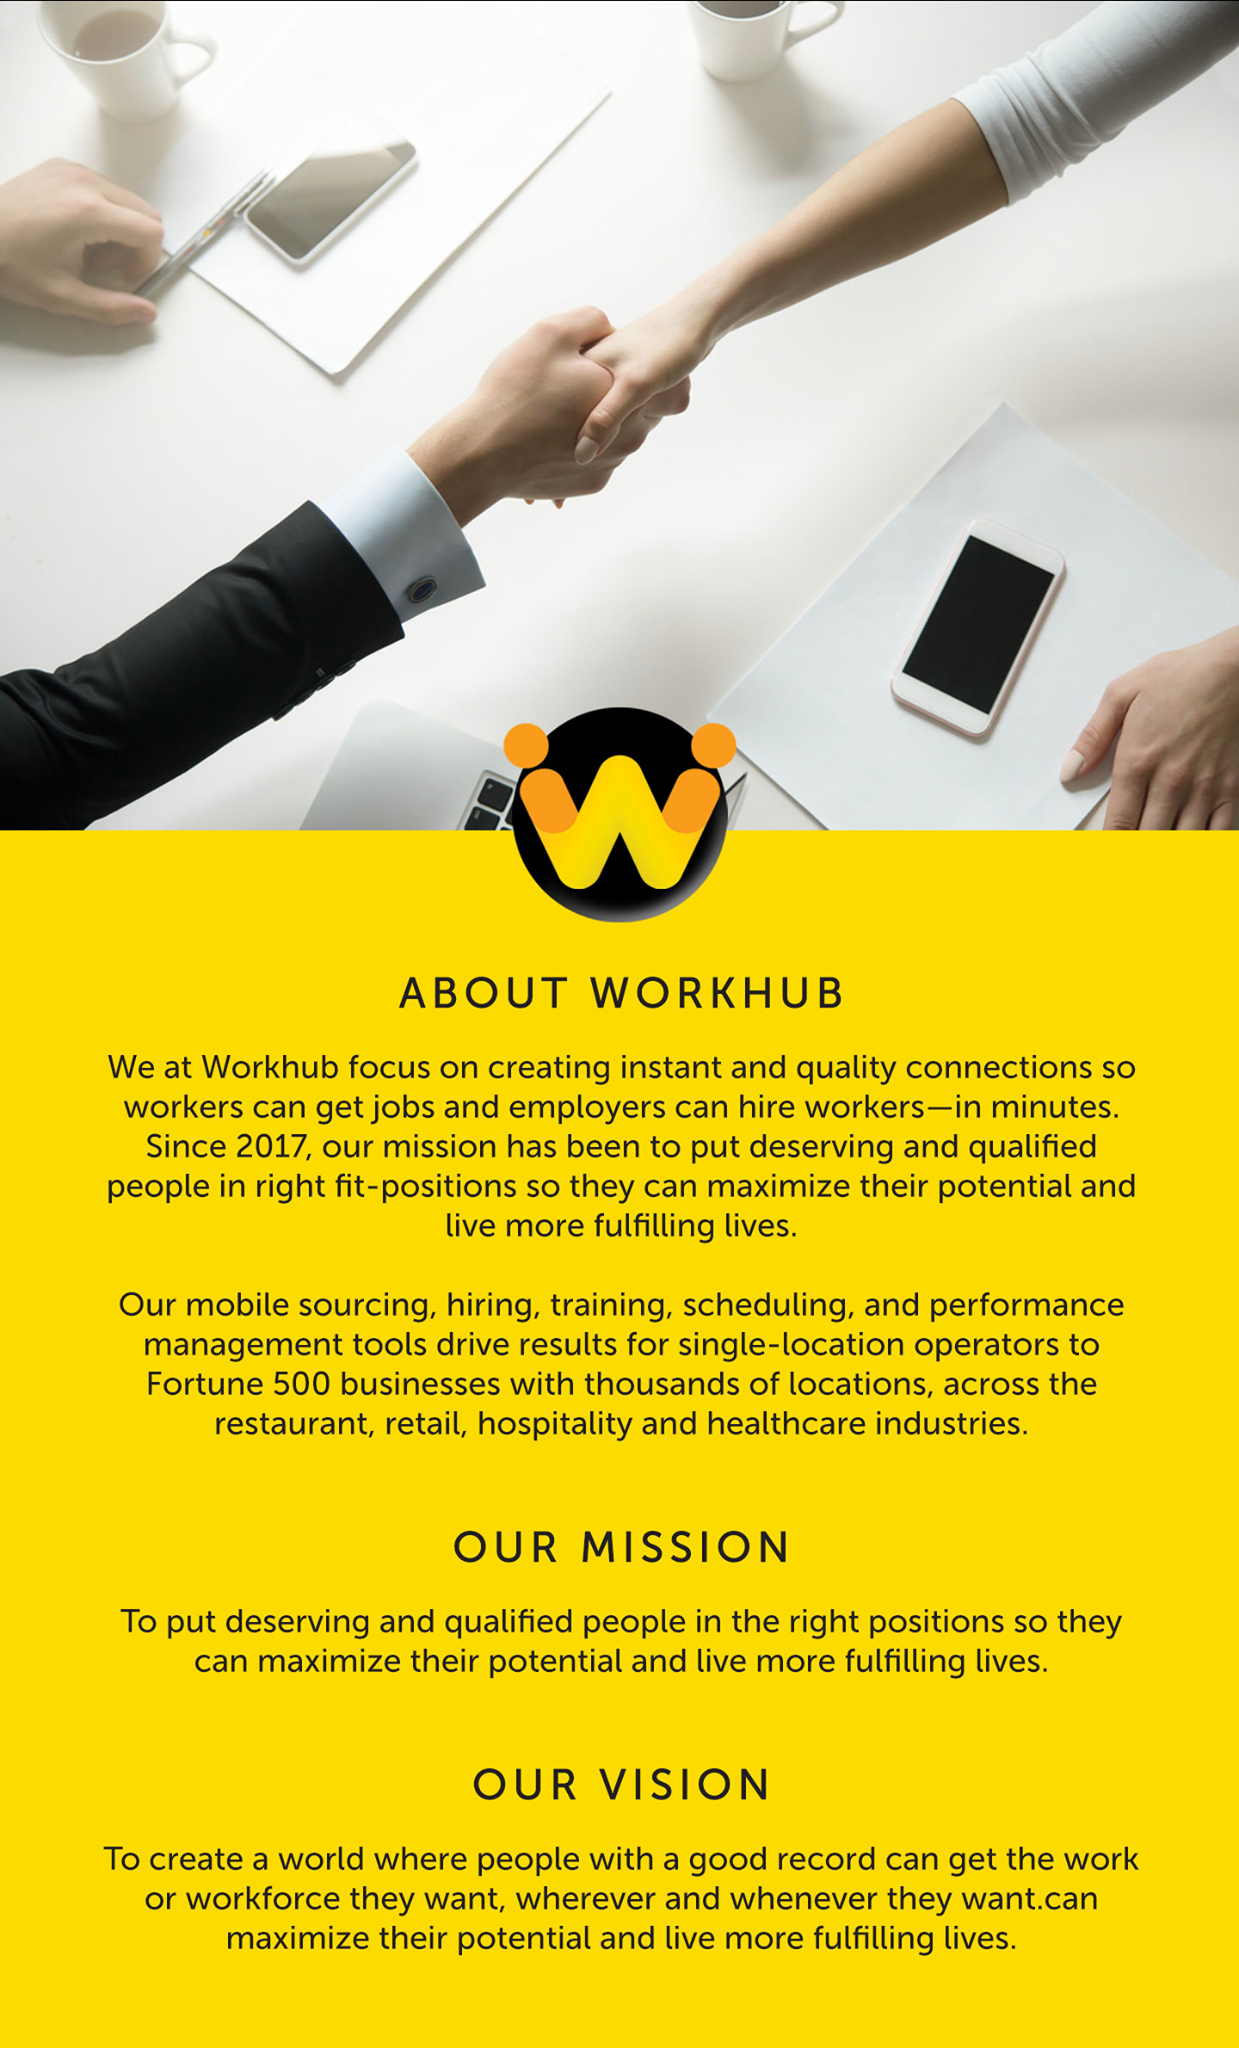 ABOUT WORKHUB
We at Workhub focus on creating instant and quality connections so
workers can get jobs and employers can hire workers—in minutes.
Since 2017, our mission has been to put deserving and qualified
people in right fit-positions so they can maximize their potential and
live more fulfilling lives.
Our mobile sourcing, hiring, training, scheduling, and performance
management tools drive results for single-location operators to
Fortune 500 businesses with thousands of locations, across the
restaurant, retail, hospitality and healthcare industries.
OUR MISSION
To put deserving and qualified people in the right positions so they
can maximize their potential and live more fulfilling lives.
OUR VISION
To create a world where people with a good record can get the work
or workforce they want, wherever and whenever they want.can
maximize their potential and live more fulfilling lives.